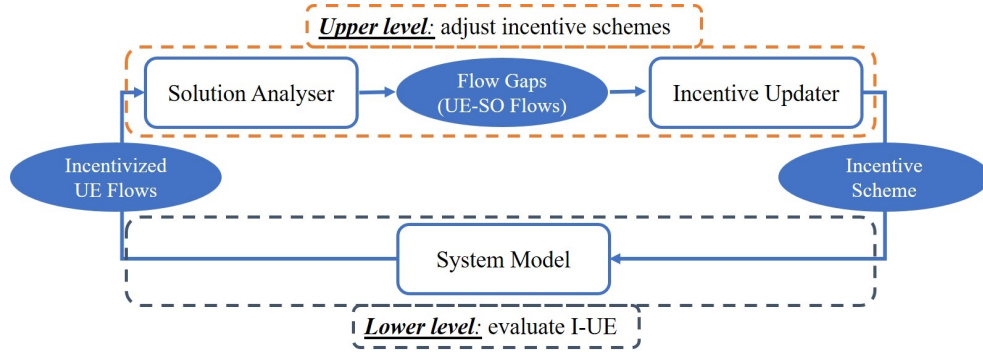 Upper level: adjust incentive schemes
Solution Analyser
Flow Gaps
(UE-SO Flows)
Incentive Updater
Incentivized
UE Flows
Incentive
Scheme
System Model
Lower level: evaluate I-UE